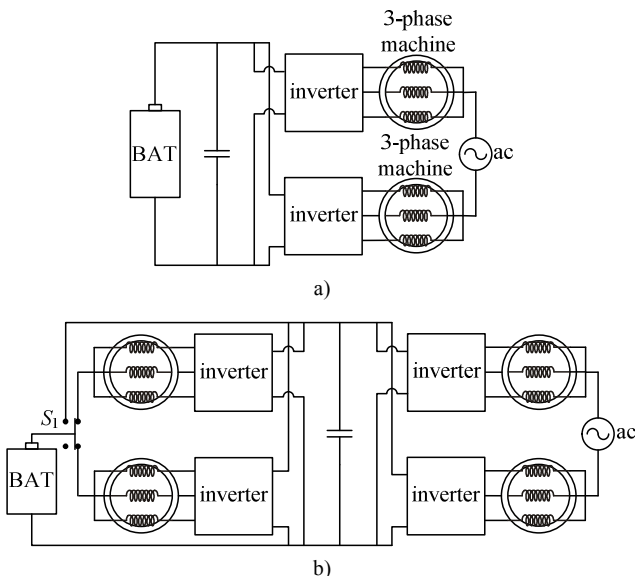 3-phase
machine
inverter
BAT
ac
3-phase
machine
inverter
a)
inverter
inverter
S1
ac
BAT
inverter
inverter
b)